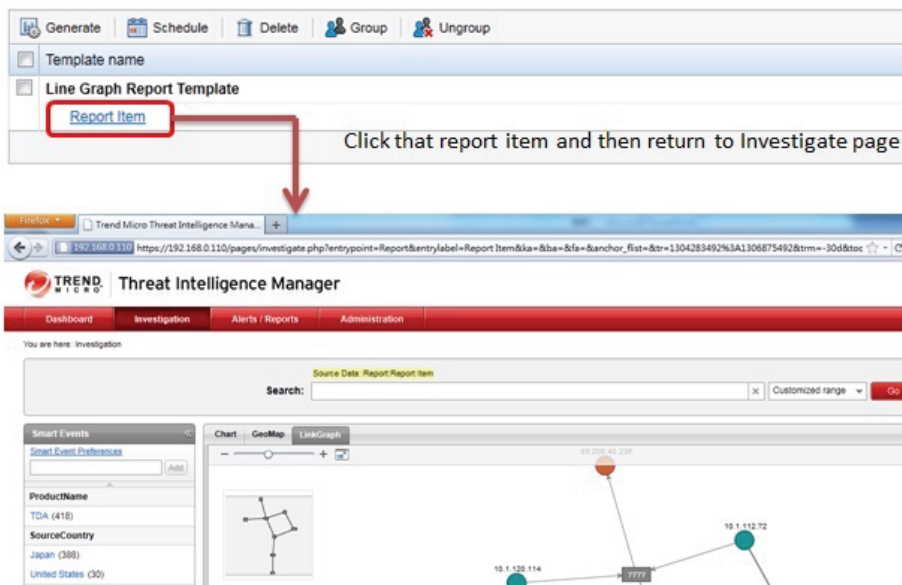 Generate Schedule Delete Group Ungroup
Template name
Line Graph Report Template
Report Item
Click that report item and then return to Investigate page
Firefox
Trend Micro Threat Intelligence Mana... +
192.168.0.110 https://192.168.0.110/pages/investigate.php?entrypoint=Report&entrylabel=Report Item&ka=&ba=&fa=&anchor_flist=&tr=1304283492%3A1306875492&trm=-30d&toc
TREND MICRO Threat Intelligence Manager
Dashboard Investigation Alerts / Reports Administration
You are here: Investigation
Source Data: Report:Report Item
Search: Customized range Go
Smart Events
Chart GeoMap LinkGraph
Smart Event Preferences
Add
ProductName
TDA (418)
SourceCountry
Japan (388)
United States (30)
10.1.112.72
10.1.120.114
7777